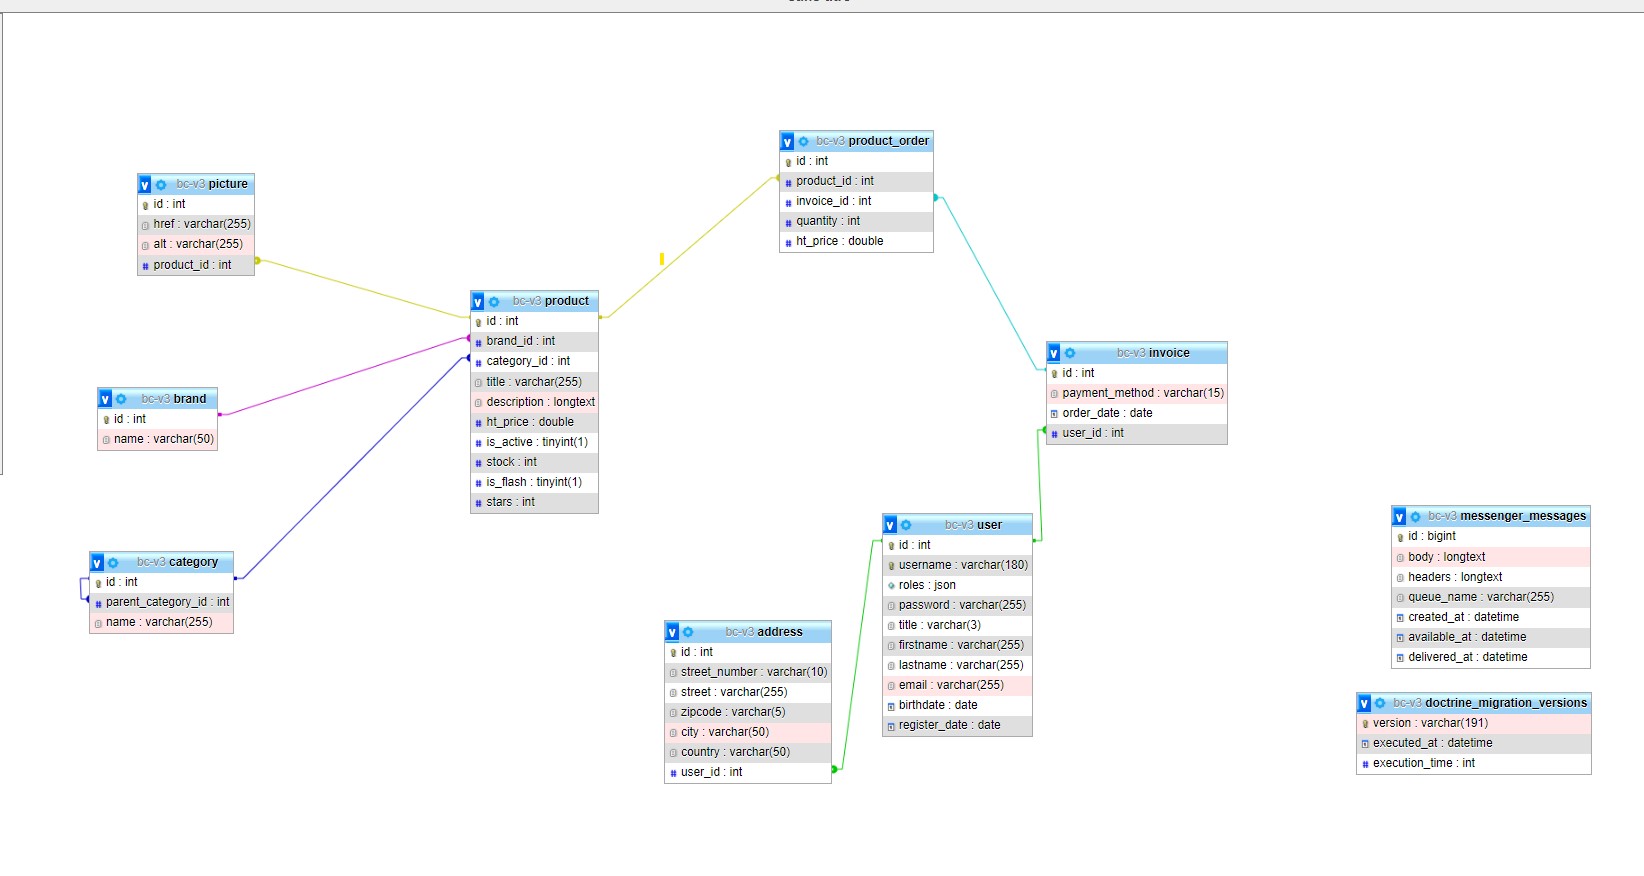 bc-v3 product_order
id : int
product_id : int
invoice_id : int
quantity : int
ht_price : double
bc-v3 picture
id : int
href : varchar(255)
alt : varchar(255)
product_id : int
bc-v3 product
id : int
brand_id : int
category_id : int
title : varchar(255)
description : longtext
ht_price : double
is_active : tinyint(1)
stock : int
is_flash : tinyint(1)
stars : int
bc-v3 invoice
id : int
payment_method : varchar(15)
order_date : date
user_id : int
bc-v3 brand
id : int
name : varchar(50)
bc-v3 category
id : int
parent_category_id : int
name : varchar(255)
bc-v3 user
id : int
username : varchar(180)
roles : json
password : varchar(255)
title : varchar(3)
firstname : varchar(255)
lastname : varchar(255)
email : varchar(255)
birthdate : date
register_date : date
bc-v3 address
id : int
street_number : varchar(10)
street : varchar(255)
zipcode : varchar(5)
city : varchar(50)
country : varchar(50)
user_id : int
bc-v3 messenger_messages
id : bigint
body : longtext
headers : longtext
queue_name : varchar(255)
created_at : datetime
available_at : datetime
delivered_at : datetime
bc-v3 doctrine_migration_versions
version : varchar(191)
executed_at : datetime
execution_time : int